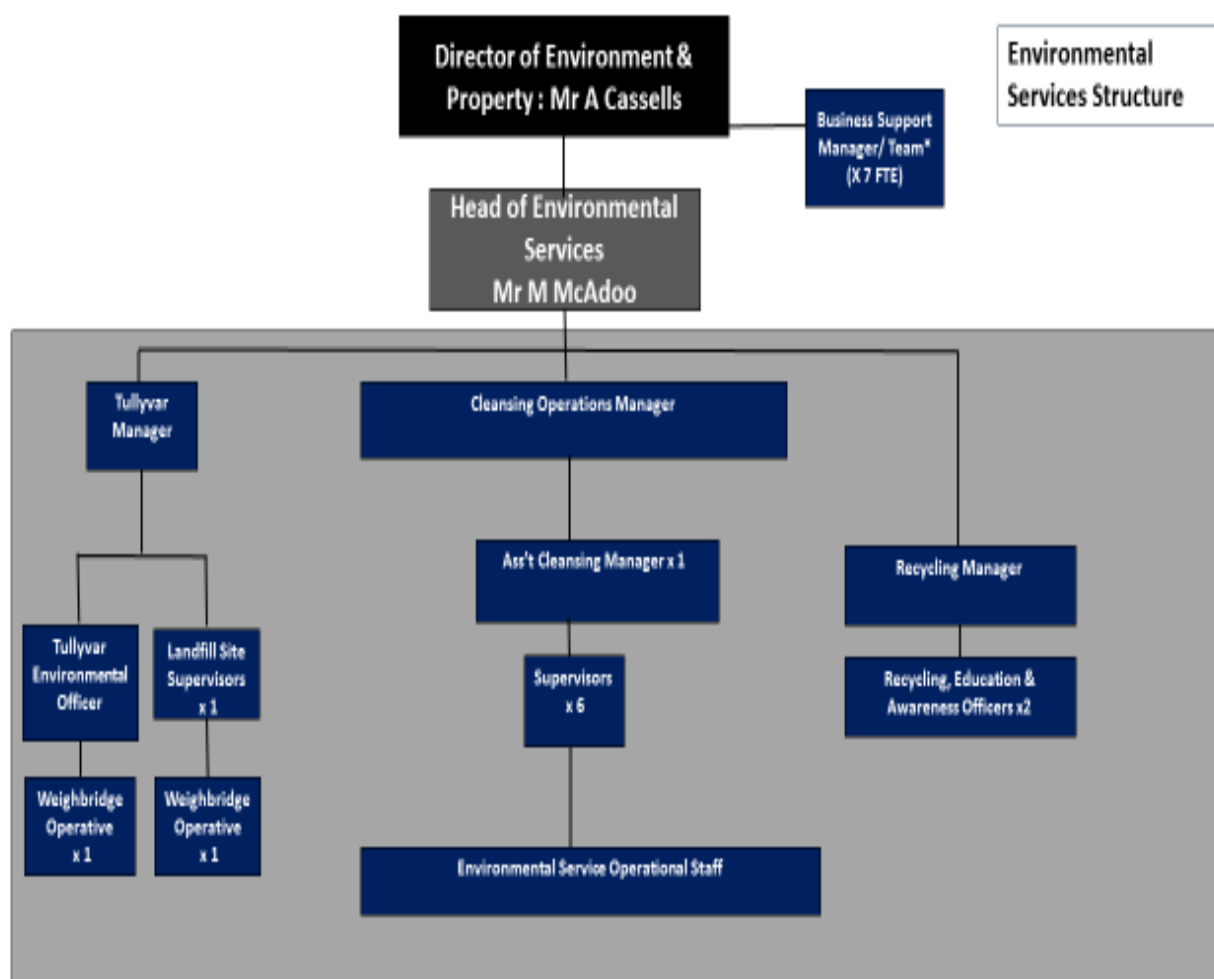 Director of Environment &
Property : Mr A Cassells
Environmental
Services Structure
Business Support
Manager/ Team*
(X 7 FTE)
Head of Environmental
Services
Mr M McAdoo
Tullyvar
Manager
Cleansing Operations Manager
Ass't Cleansing Manager x 1
Recycling Manager
Tullyvar
Environmental
Officer
Landfill Site
Supervisors
x 1
Supervisors
x 6
Recycling, Education &
Awareness Officers x2
Weighbridge
Operative
x 1
Weighbridge
Operative
x 1
Environmental Service Operational Staff